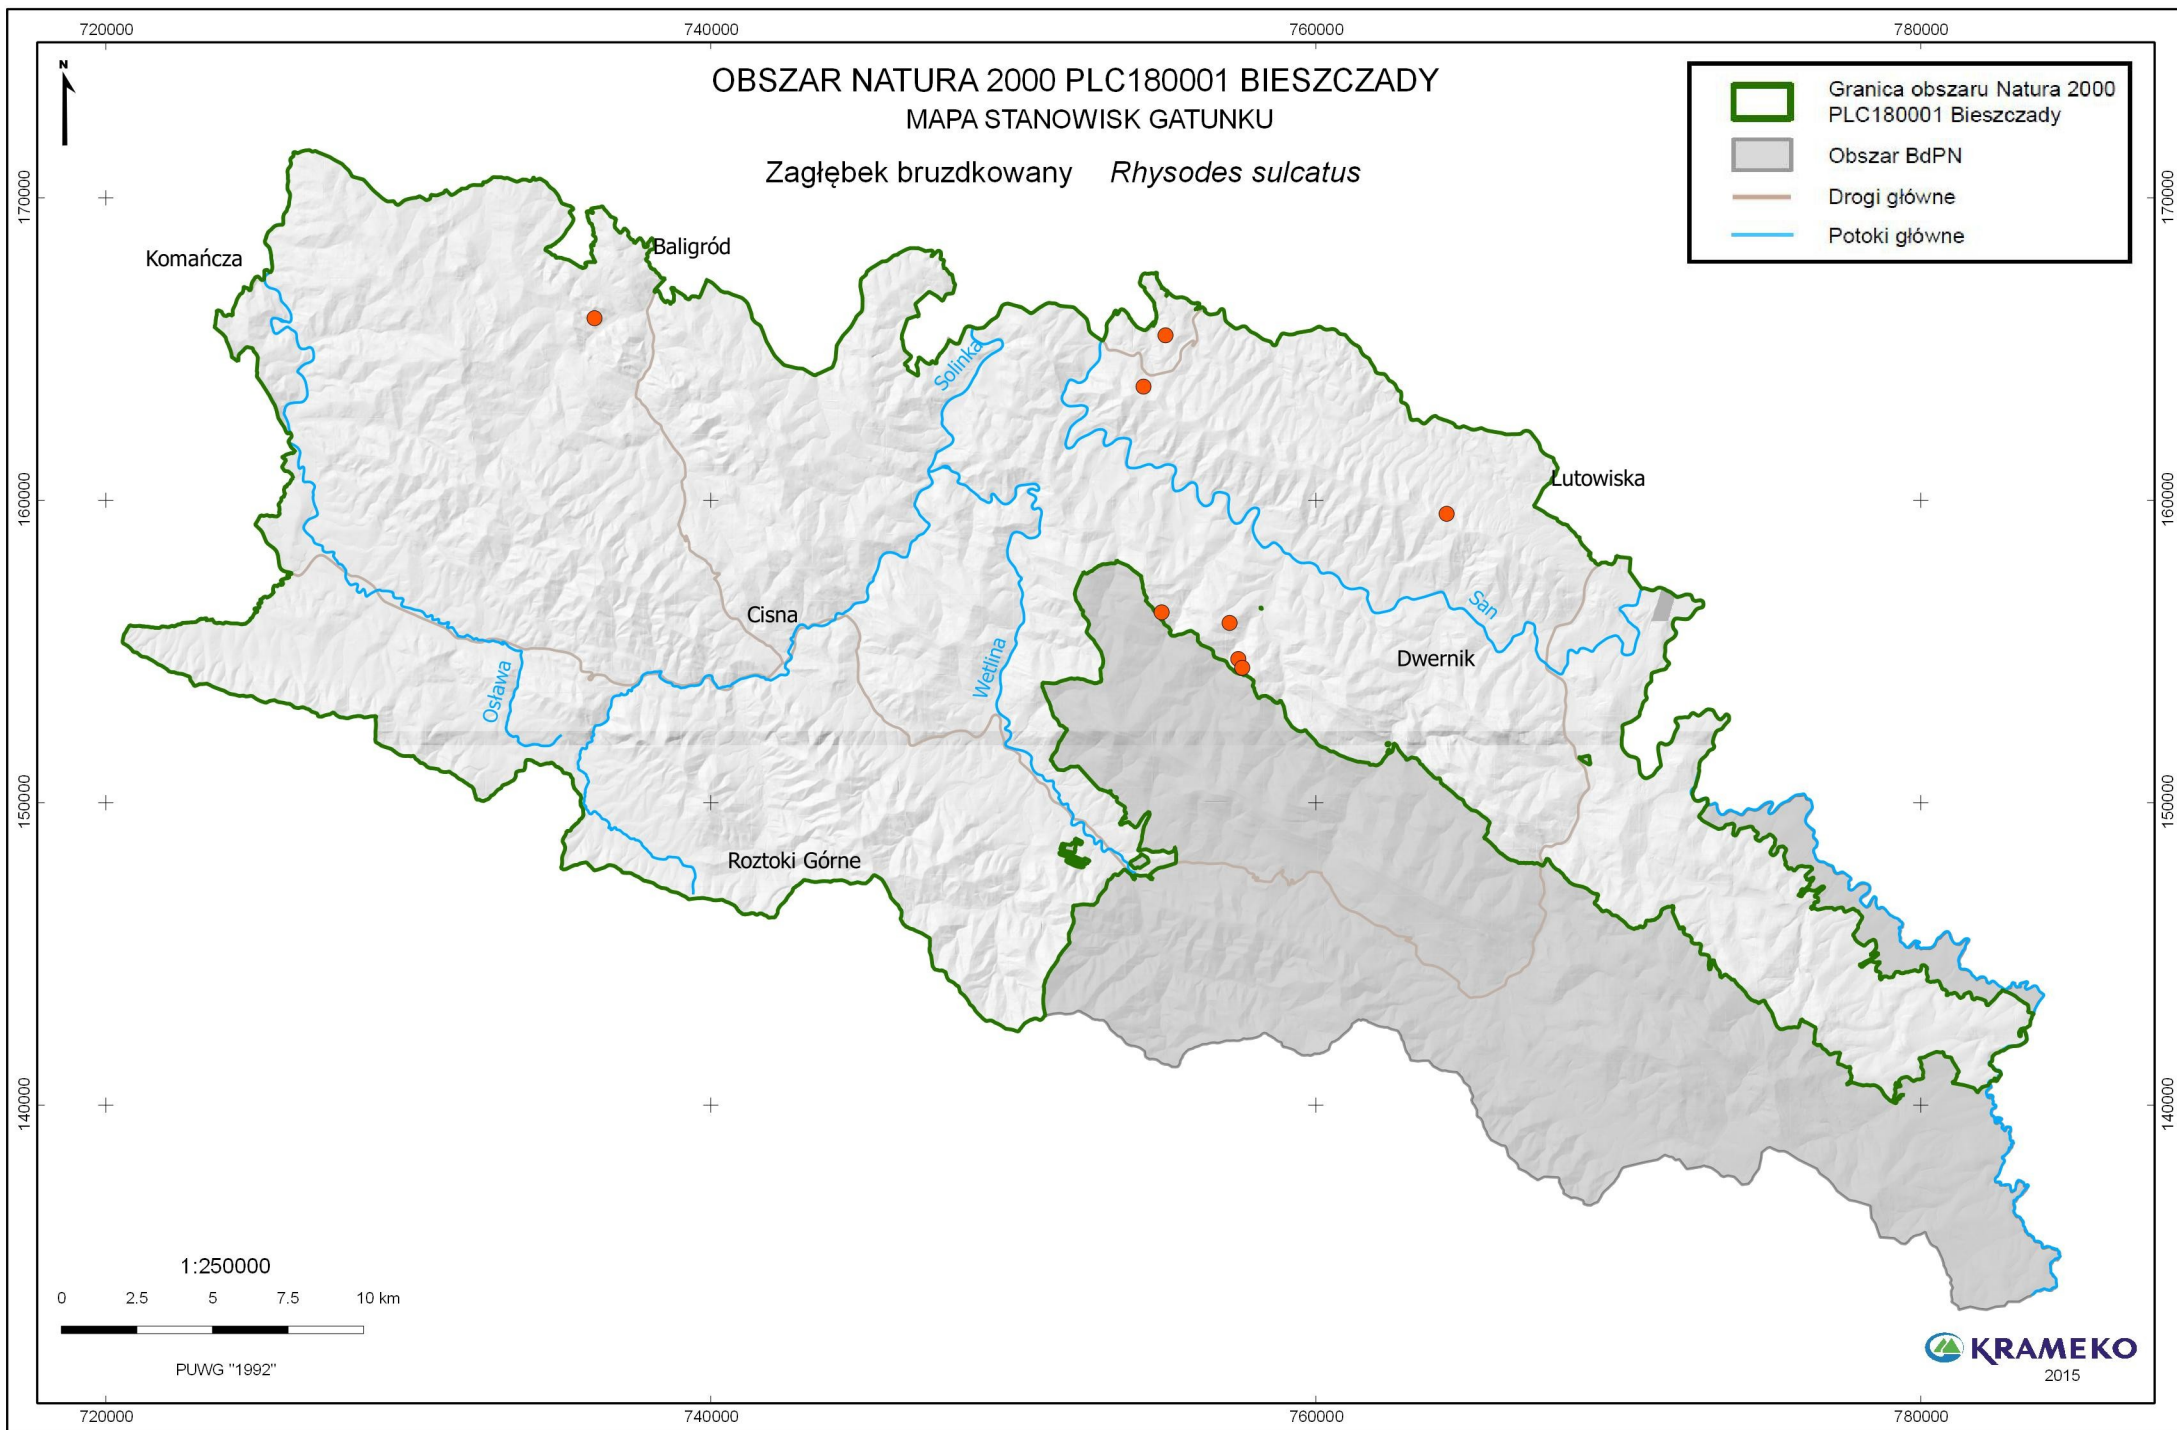 720000
740000
760000
780000
N
OBSZAR NATURA 2000 PLC180001 BIESZCZADY
MAPA STANOWISK GATUNKU
Zagłębek bruzdkowany Rhysodes sulcatus
Granica obszaru Natura 2000
PLC180001 Bieszczady
Obszar BdPN
Drogi główne
Potoki główne
170000
170000
Komańcza
Baligród
Solinka
Lutowiska
160000
160000
Cisna
San
Dwernik
Osława
Wetlina
150000
150000
Roztoki Górne
140000
140000
1:250000
0 2.5 5 7.5 10 km
PUWG "1992"
KRAMEKO
2015
720000
740000
760000
780000